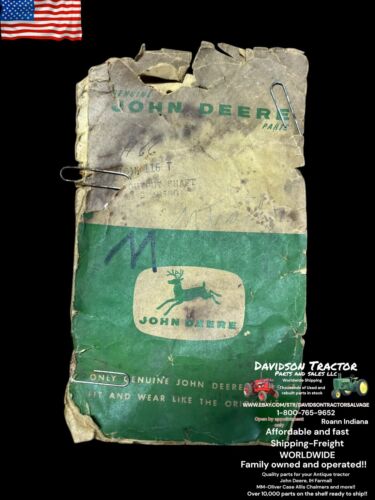 GENUINE
JOHN DEERE
PARTS
M
JOHN DEERE
ONLY GENUINE JOHN DEERE
FIT AND WEAR LIKE THE OR
DAVIDSON TRACTOR
PARTS AND SALES LLC
Worldwide Shipping
Thousands of Used and
rebuilt parts in stock
Open by appointment
only
WWW.EBAY.COM/STR/DAVIDSONTRACTORSALVAGE
1-800-765-9652
Roann Indiana
Affordable and fast
Shipping-Freight
WORLDWIDE
Family owned and operated!!
Quality parts for your Antique tractor
John Deere, IH Farmall
MM-Oliver Case Allis Chalmers and more!!
Over 10,000 parts on the shelf ready to ship!!